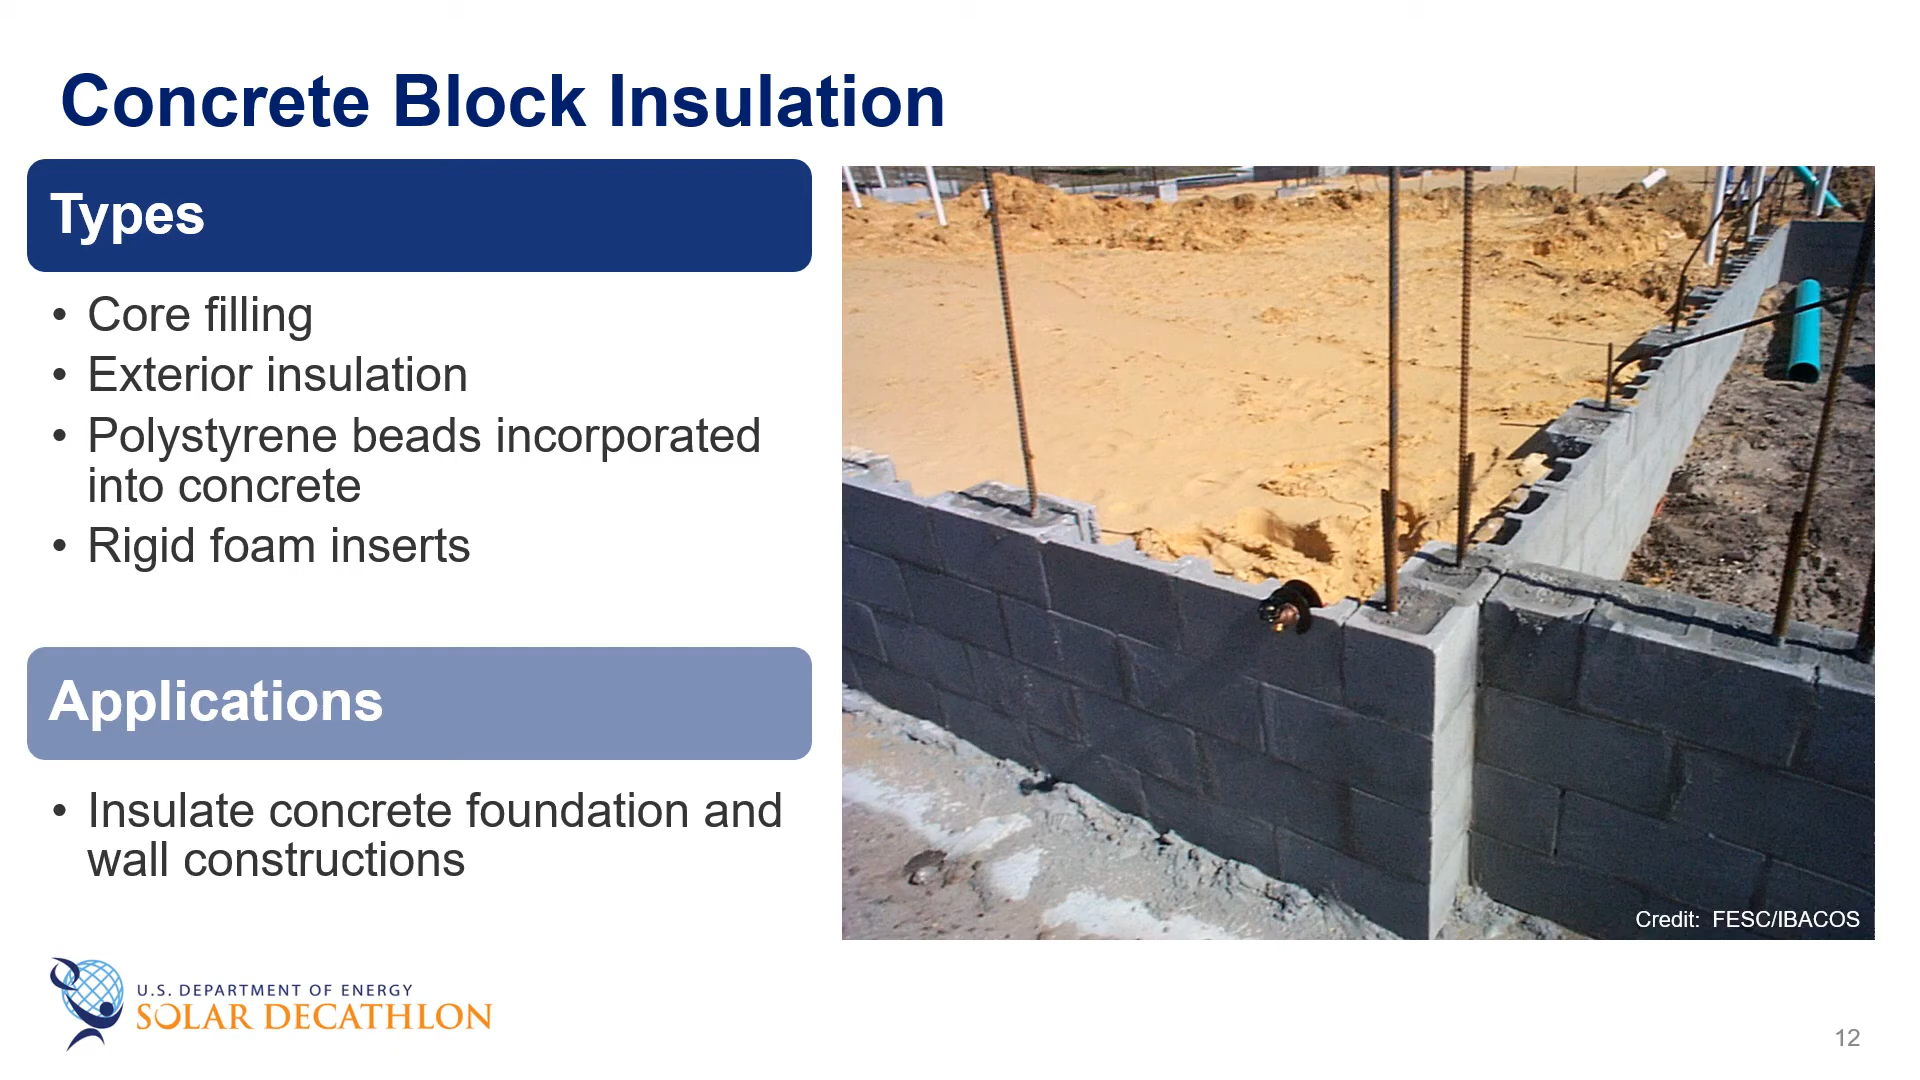 Concrete Block Insulation
Types
• Core filling
• Exterior insulation
• Polystyrene beads incorporated
into concrete
• Rigid foam inserts
Applications
• Insulate concrete foundation and
wall constructions
Credit: FESC/IBACOS
U.S. DEPARTMENT OF ENERGY
SOLAR DECATHLON
12